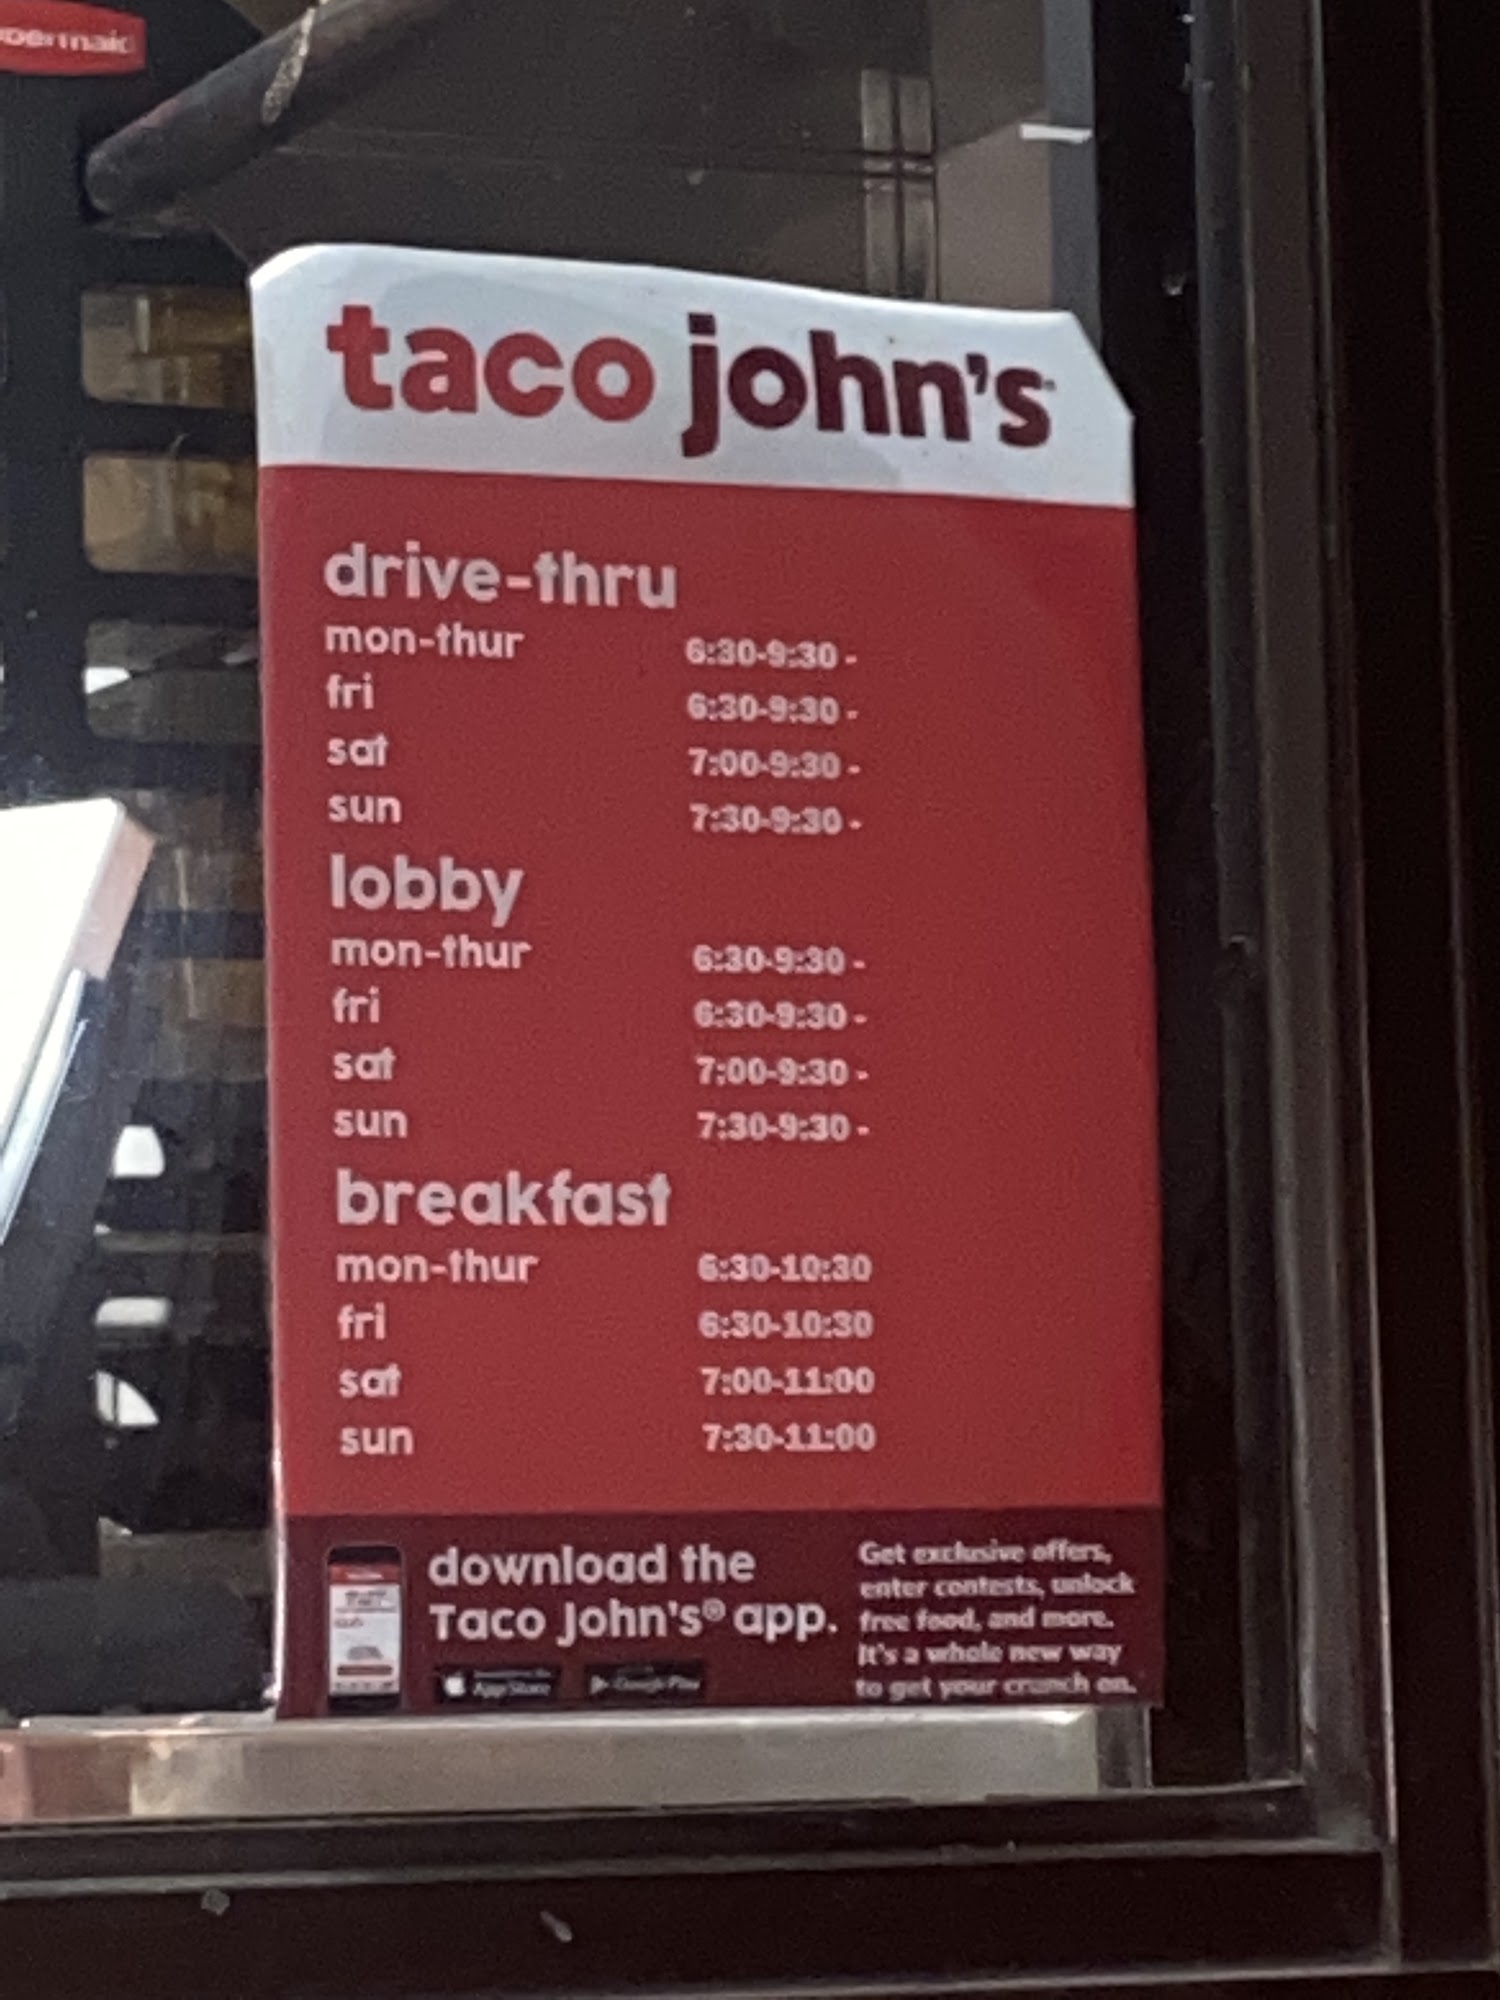 taco john's
drive-thru
mon-thur 6:30-9:30 -
fri 6:30-9:30 -
sat 7:00-9:30 -
sun 7:30-9:30 -
lobby
mon-thur 6:30-9:30 -
fri 6:30-9:30 -
sat 7:00-9:30 -
sun 7:30-9:30 -
breakfast
mon-thur 6:30-10:30
fri 6:30-10:30
sat 7:00-11:00
sun 7:30-11:00
download the
Taco John's® app.
App Store
Google Play
Get exclusive offers,
enter contests, unlock
free food, and more.
It's a whole new way
to get your crunch on.